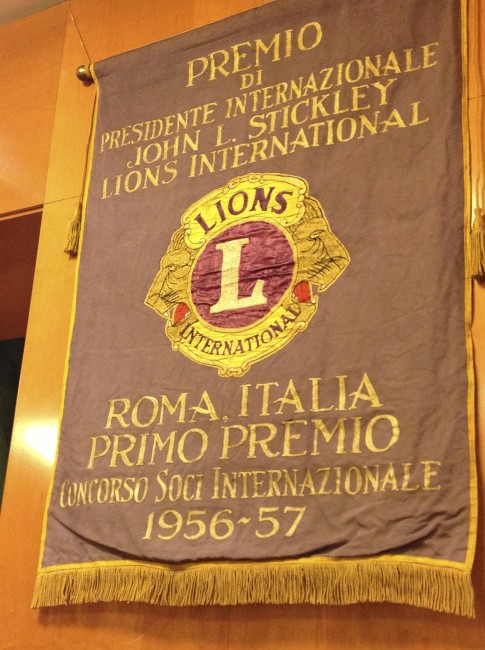 PREMIO
DI
PRESIDENTE INTERNAZIONALE
JOHN L. STICKLEY
LIONS INTERNATIONAL
LIONS
L
INTERNATIONAL
ROMA, ITALIA
PRIMO PREMIO
CONCORSO SOCI INTERNAZIONALE
1956-57